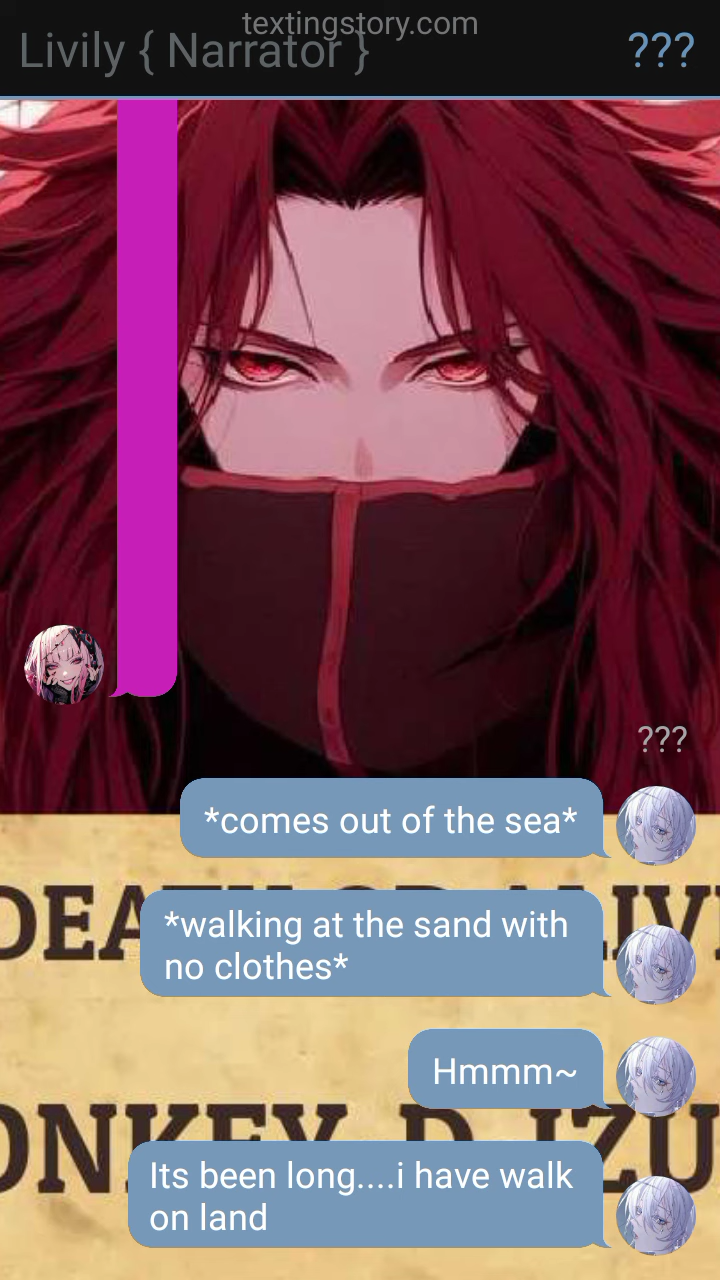 textingstory.com
Livily { Narrator }
???
???
*comes out of the sea*
*walking at the sand with
no clothes*
Hmmm~
Its been long....i have walk
on land